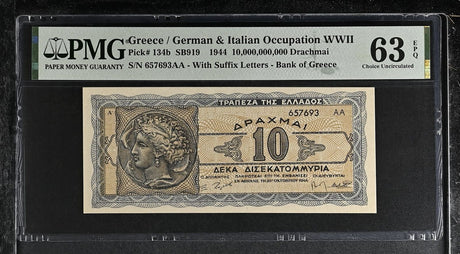 PMG
PAPER MONEY GUARANTY
Greece / German & Italian Occupation WWII
Pick# 134b SB919 1944 10,000,000,000 Drachmai
S/N 657693AA - With Suffix Letters - Bank of Greece
63 EPQ
Choice Uncirculated
ΤΡΑΠΕΖΑ ΤΗΣ ΕΛΛΑΔΟΣ
657693 AA
ΔΡΑΧΜΑΙ
10
ΔΕΚΑ ΔΙΣΕΚΑΤΟΜΜΥΡΙΑ